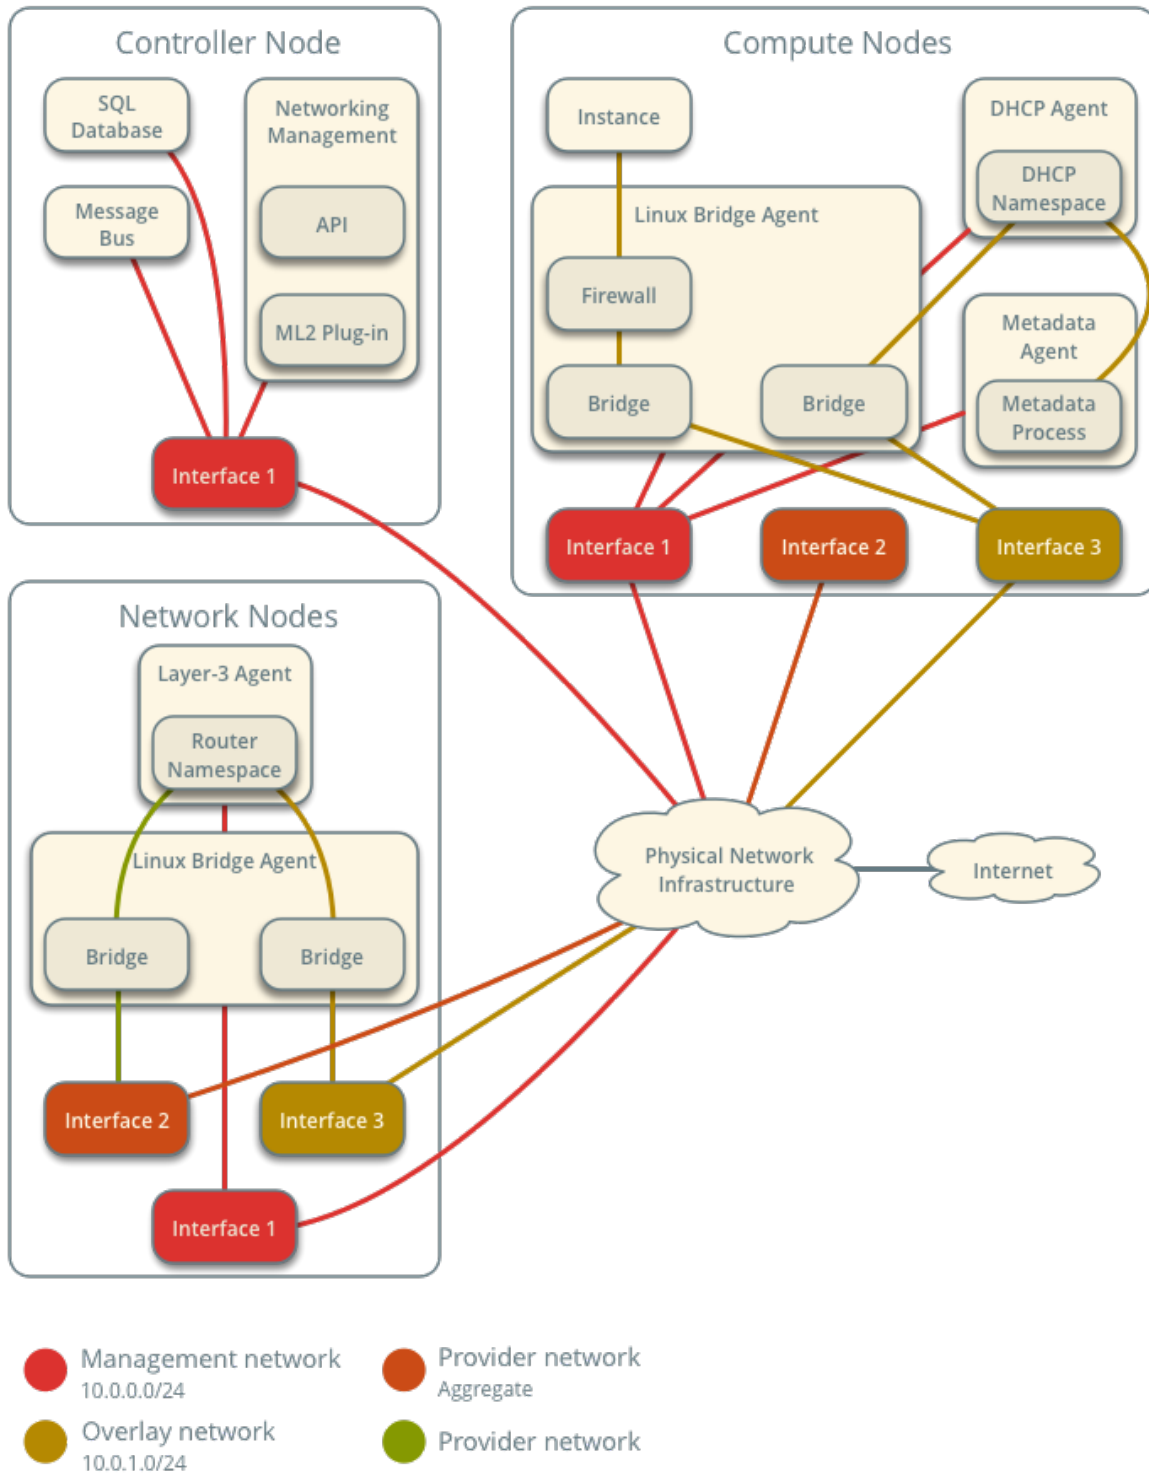 Controller Node
SQL
Database
Networking
Management
Message
Bus
API
ML2 Plug-in
Interface 1
Compute Nodes
Instance
DHCP Agent
DHCP
Namespace
Linux Bridge Agent
Firewall
Metadata
Agent
Bridge
Bridge
Metadata
Process
Interface 1
Interface 2
Interface 3
Network Nodes
Layer-3 Agent
Router
Namespace
Linux Bridge Agent
Bridge
Bridge
Interface 2
Interface 3
Interface 1
Physical Network
Infrastructure
Internet
Management network
10.0.0.0/24
Provider network
Aggregate
Overlay network
10.0.1.0/24
Provider network